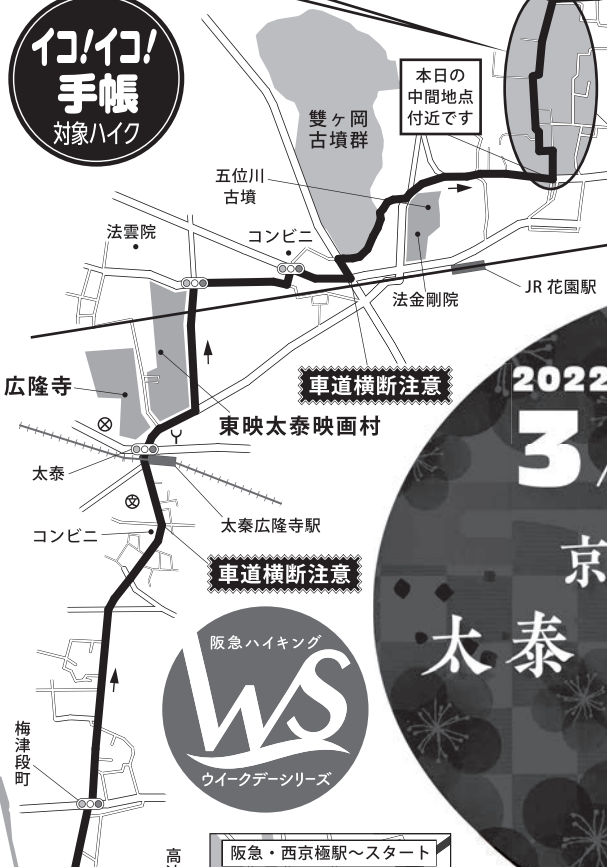 イコ!イコ!
手帳
対象ハイク
本日の
中間地点
付近です
雙ヶ岡
古墳群
五位川
古墳
法雲院
コンビニ
JR 花園駅
法金剛院
車道横断注意
広隆寺
東映太泰映画村
太泰
太秦広隆寺駅
コンビニ
車道横断注意
2022
3/
京
太泰
阪急ハイキング
WS
ウイークデーシリーズ
梅津段町
高
阪急・西京極駅～スタート